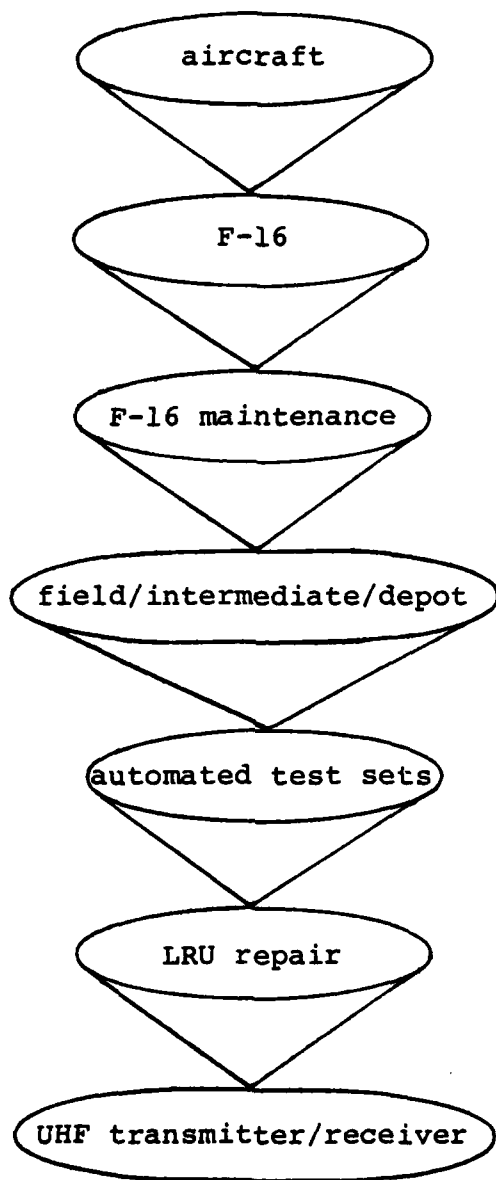 aircraft
F-16
F-16 maintenance
field/intermediate/depot
automated test sets
LRU repair
UHF transmitter/receiver